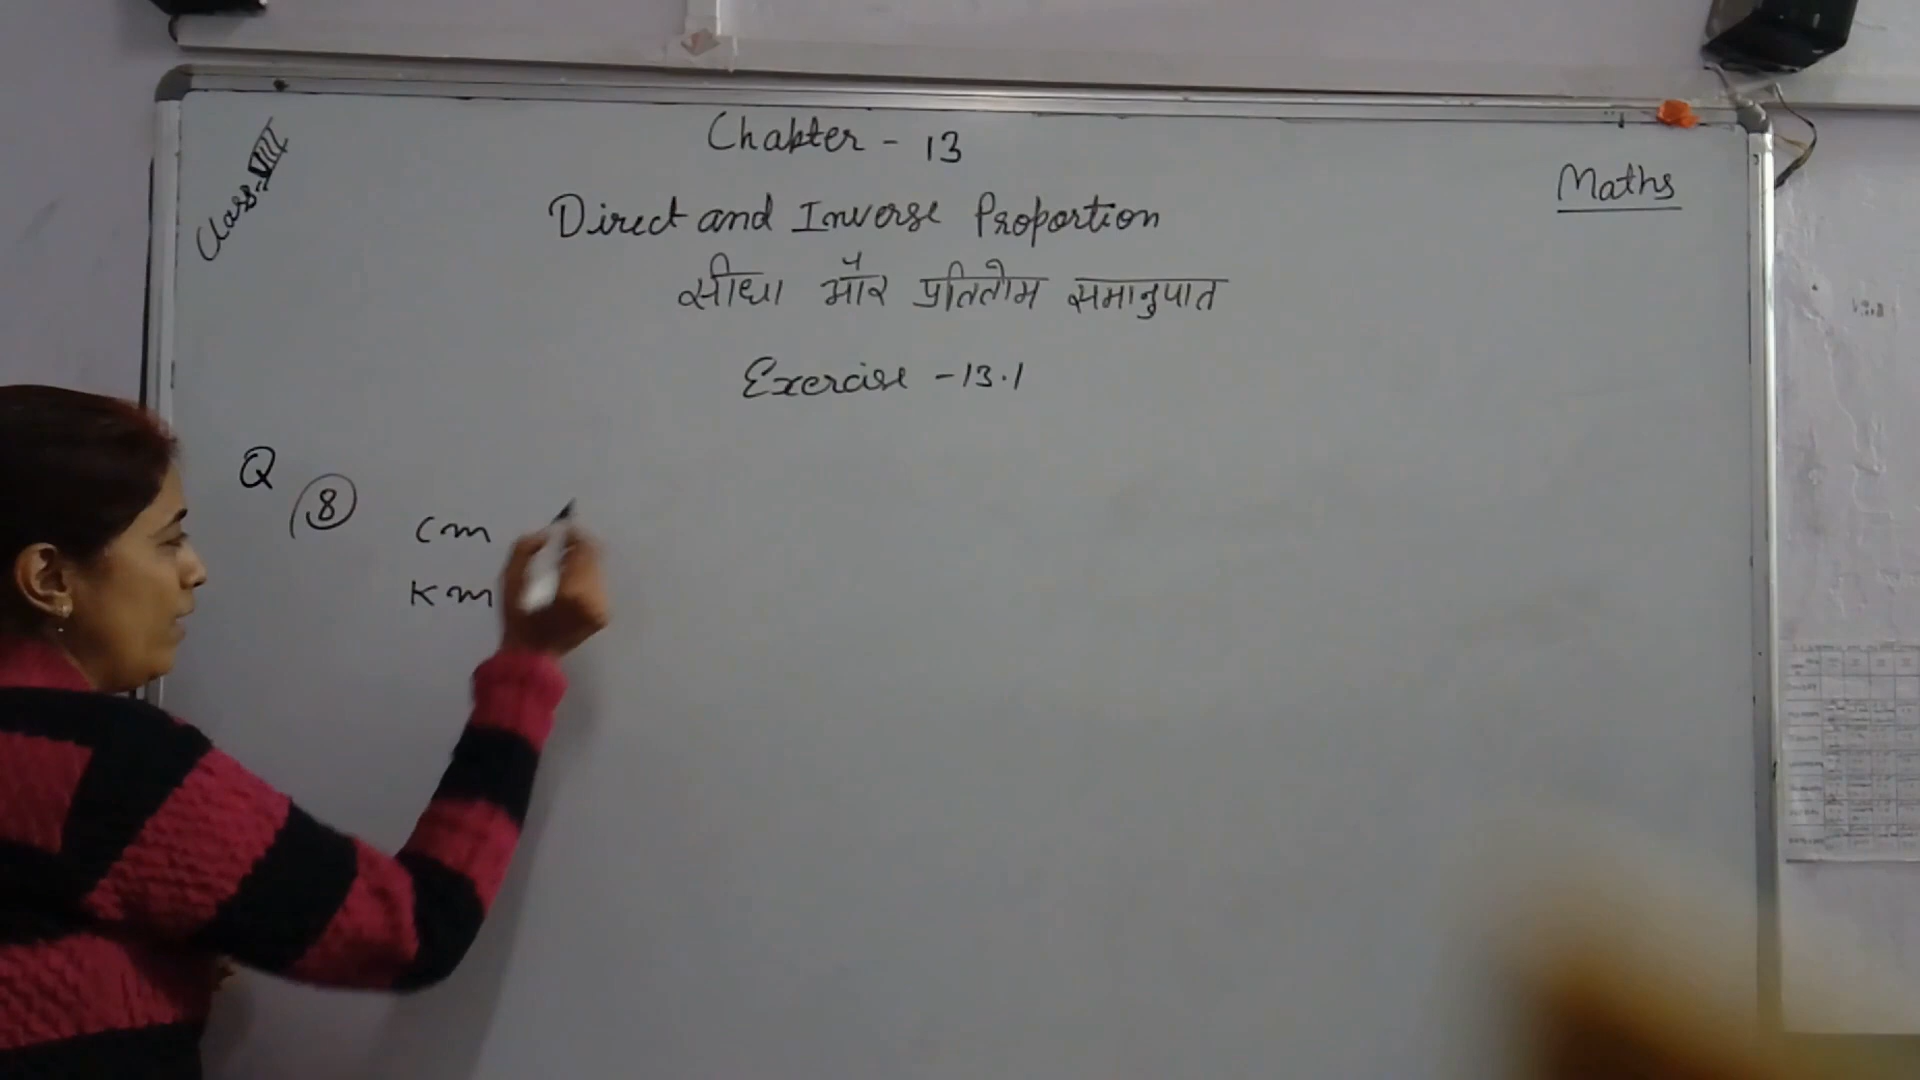 Class-VIII
Chapter - 13
Maths
Direct and Inverse Proportion
सीधा और प्रतिलोम समानुपात
Exercise - 13.1
Q
8
cm
Km